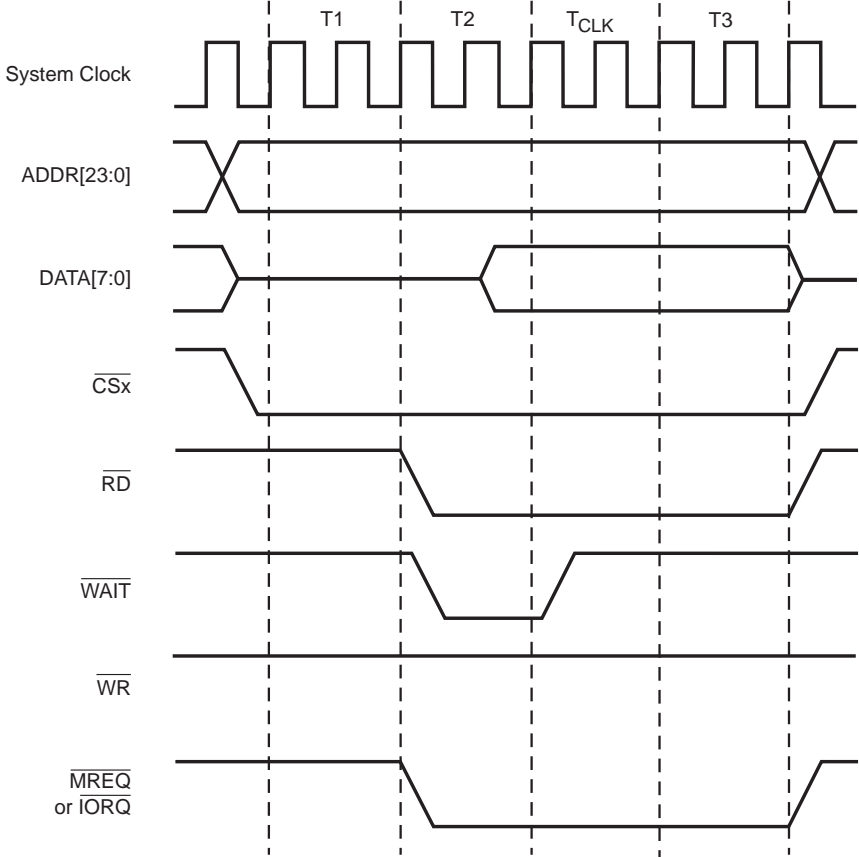 T1 T2 TCLK T3
System Clock
ADDR[23:0]
DATA[7:0]
CSx
RD
WAIT
WR
MREQ
or IORQ